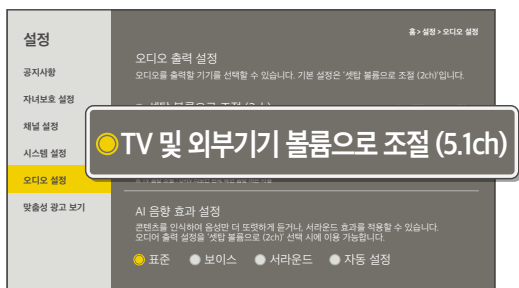 설정
홈 > 설정 > 오디오 설정
공지사항
자녀보호 설정
채널 설정
시스템 설정
오디오 설정
맞춤형 광고 보기
오디오 출력 설정
오디오를 출력할 기기를 선택할 수 있습니다. 기본 설정은 '셋탑 볼륨으로 조절 (2ch)'입니다.
TV 및 외부기기 볼륨으로 조절 (5.1ch)
AI 음향 효과 설정
콘텐츠를 인식하여 음성만 더 또렷하게 듣거나, 서라운드 효과를 적용할 수 있습니다.
오디어 출력 설정을 '셋탑 볼륨으로 (2ch)' 선택 시에 이용 가능합니다.
표준 보이스 서라운드 자동 설정